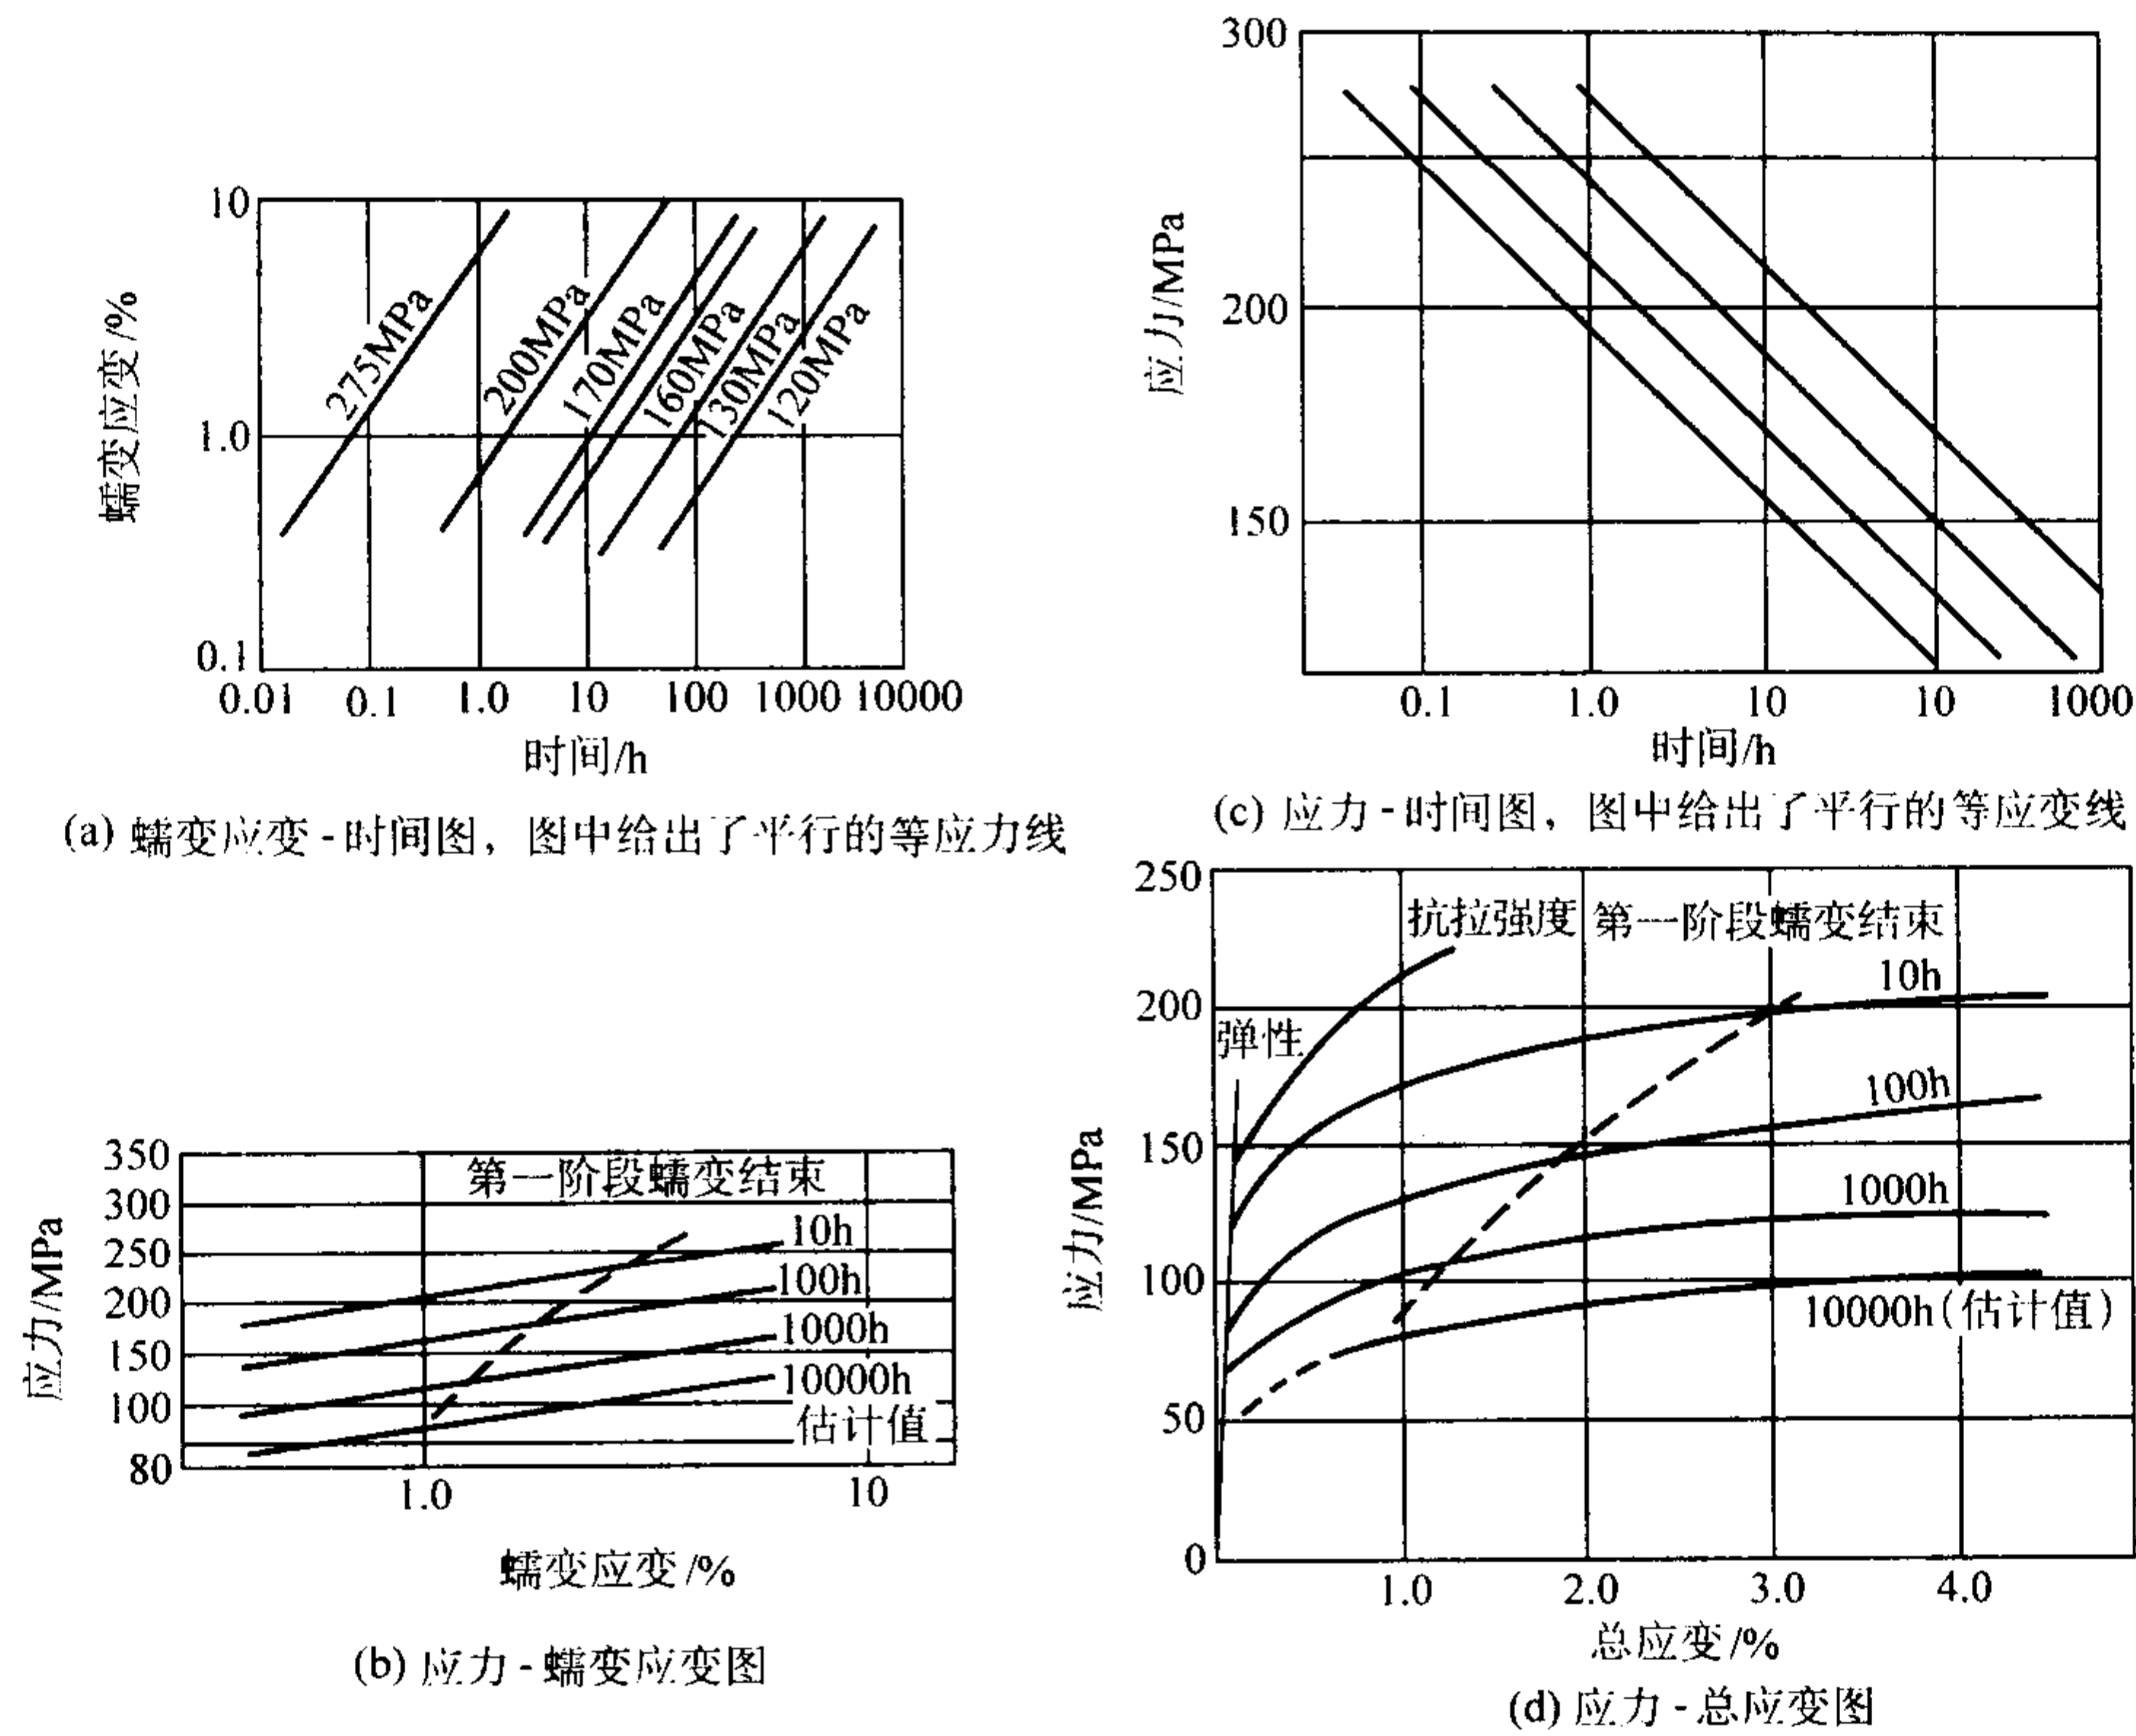 10
1.0
0.1
蠕变应变/%
275MPa
200MPa
170MPa
160MPa
130MPa
120MPa
0.01 0.1 1.0 10 100 1000 10000
时间/h
(a) 蠕变应变-时间图，图中给出了平行的等应力线
300
200
150
应力/MPa
0.1 1.0 10 10 1000
时间/h
(c) 应力-时间图，图中给出了平行的等应变线
350
300
250
200
150
100
80
应力/MPa
第一阶段蠕变结束
10h
100h
1000h
10000h
估计值
1.0 10
蠕变应变/%
(b) 应力-蠕变应变图
250
200
150
100
50
0
应力/MPa
抗拉强度 第一阶段蠕变结束
弹性
10h
100h
1000h
10000h(估计值)
1.0 2.0 3.0 4.0
总应变/%
(d) 应力-总应变图